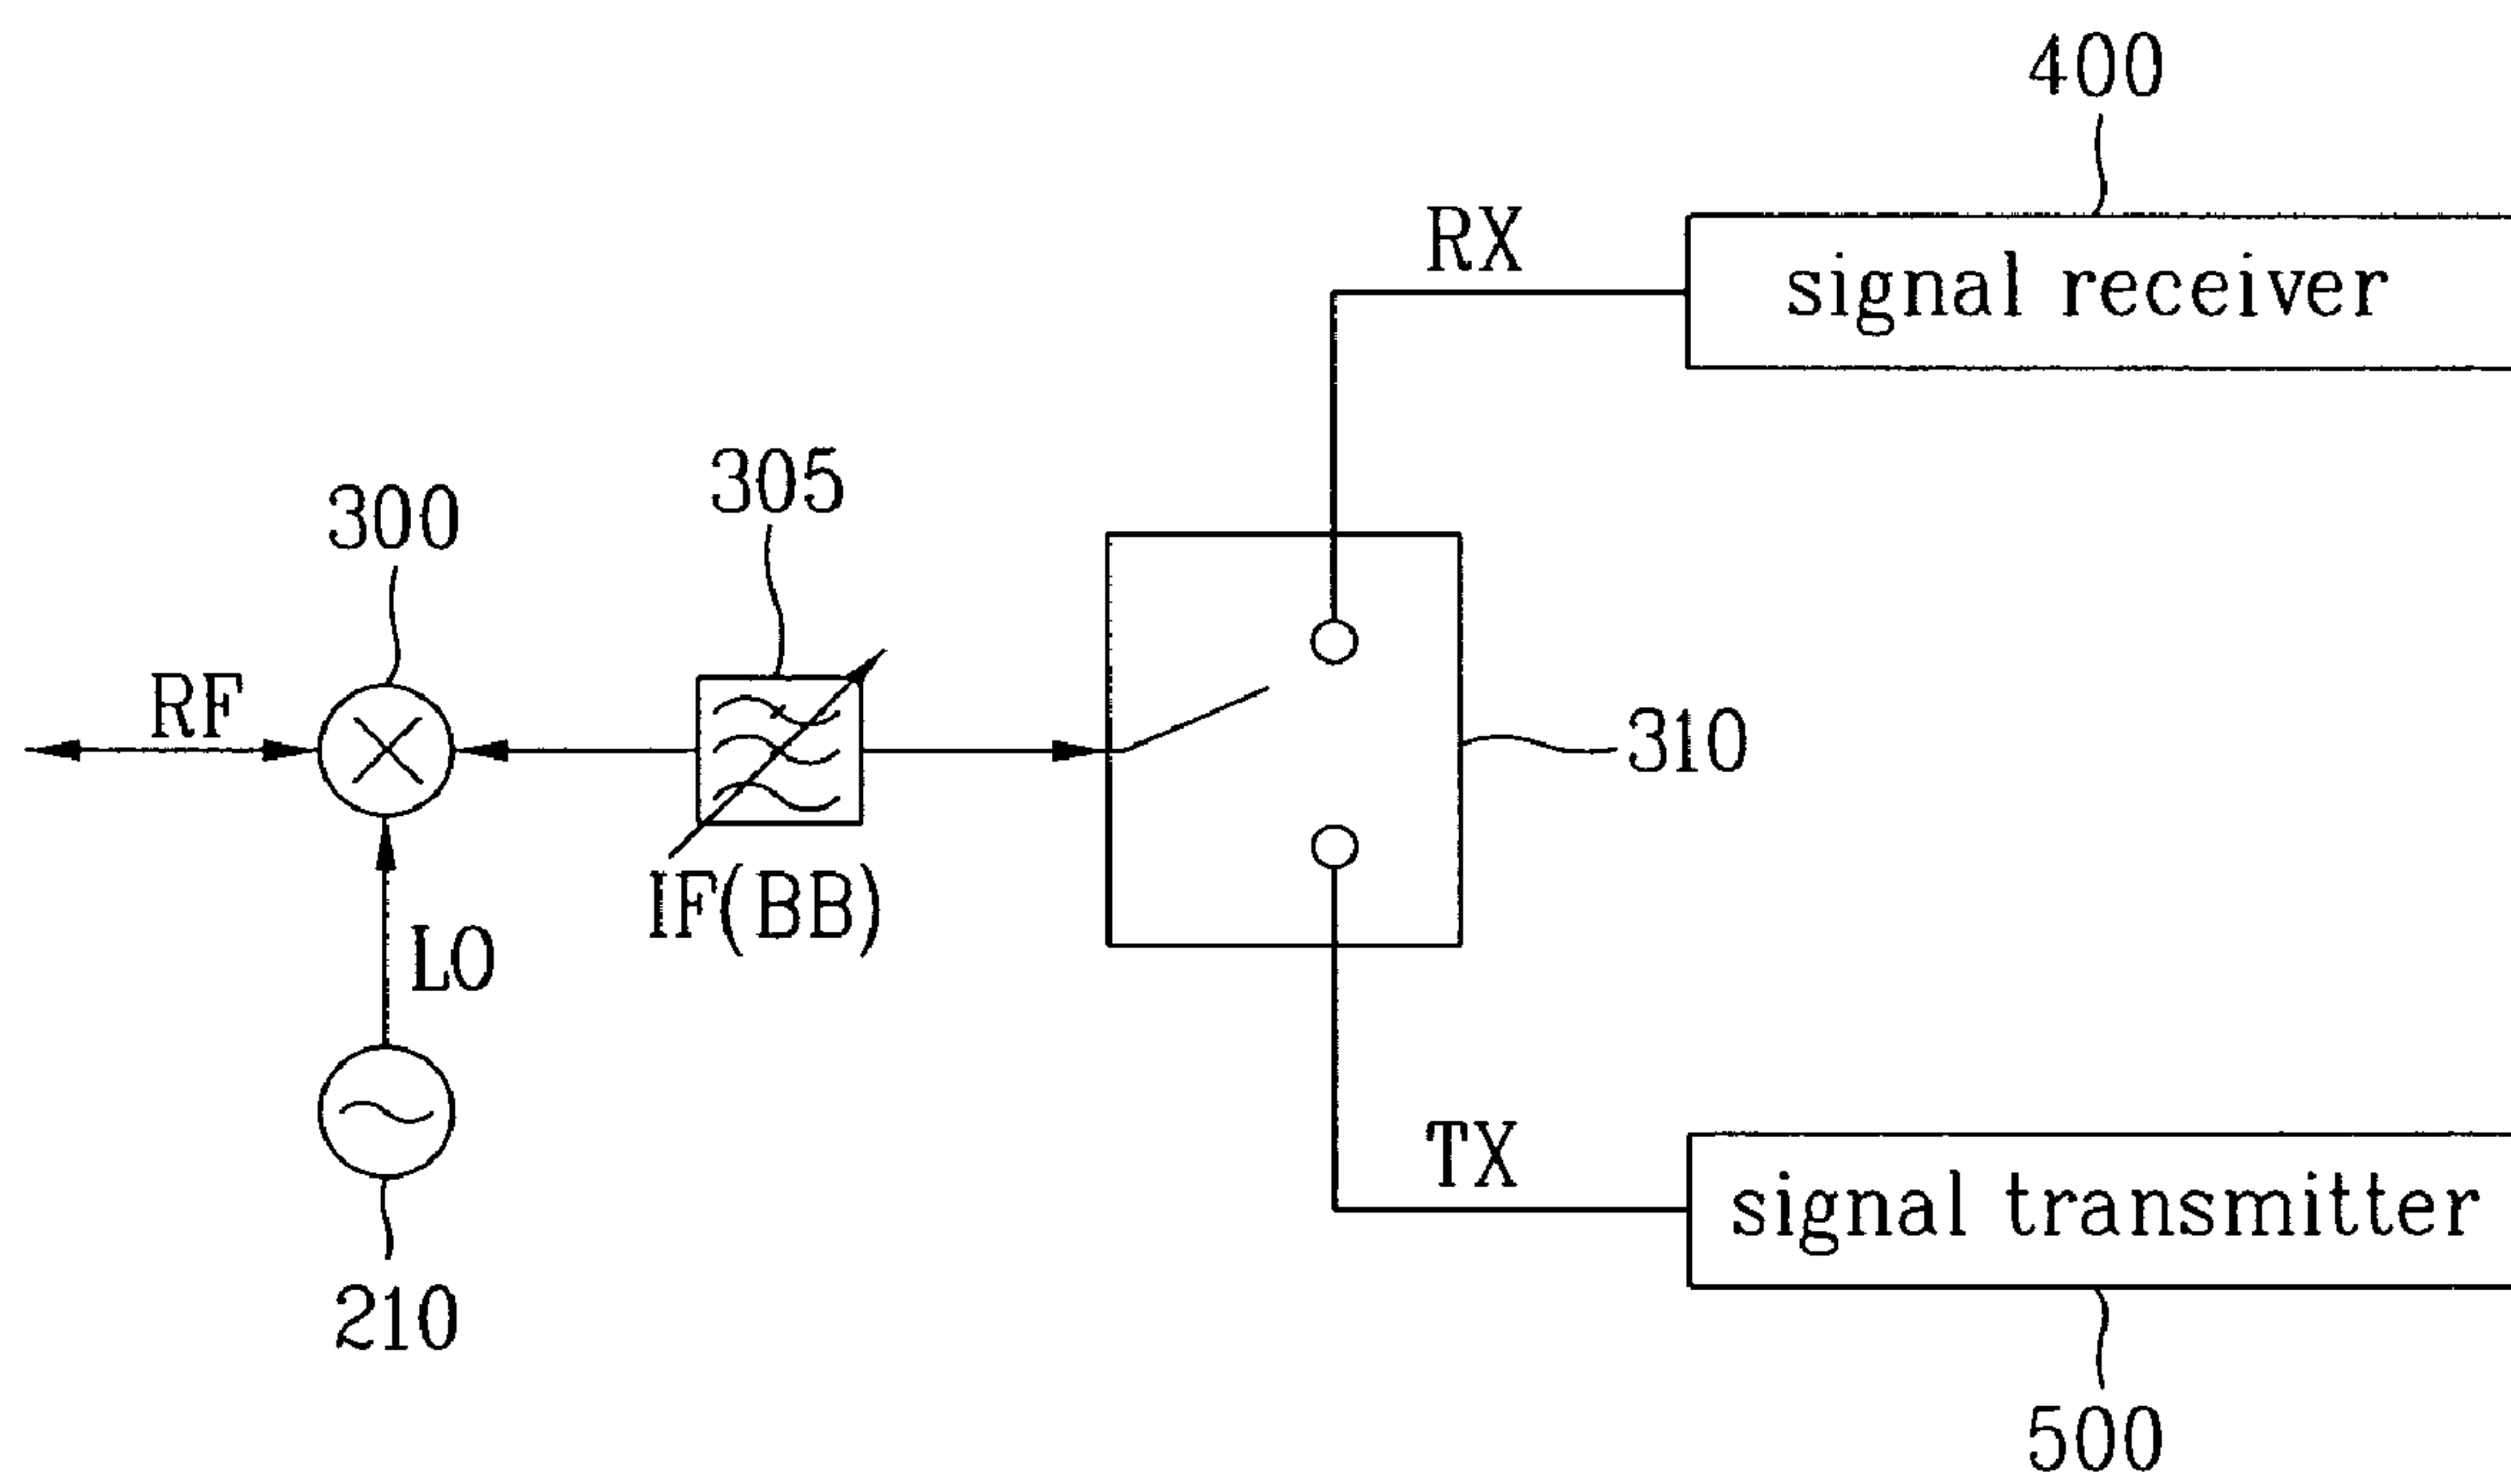 400
RX
signal receiver
305
300
RF
310
IF(BB)
LO
TX
signal transmitter
210
500